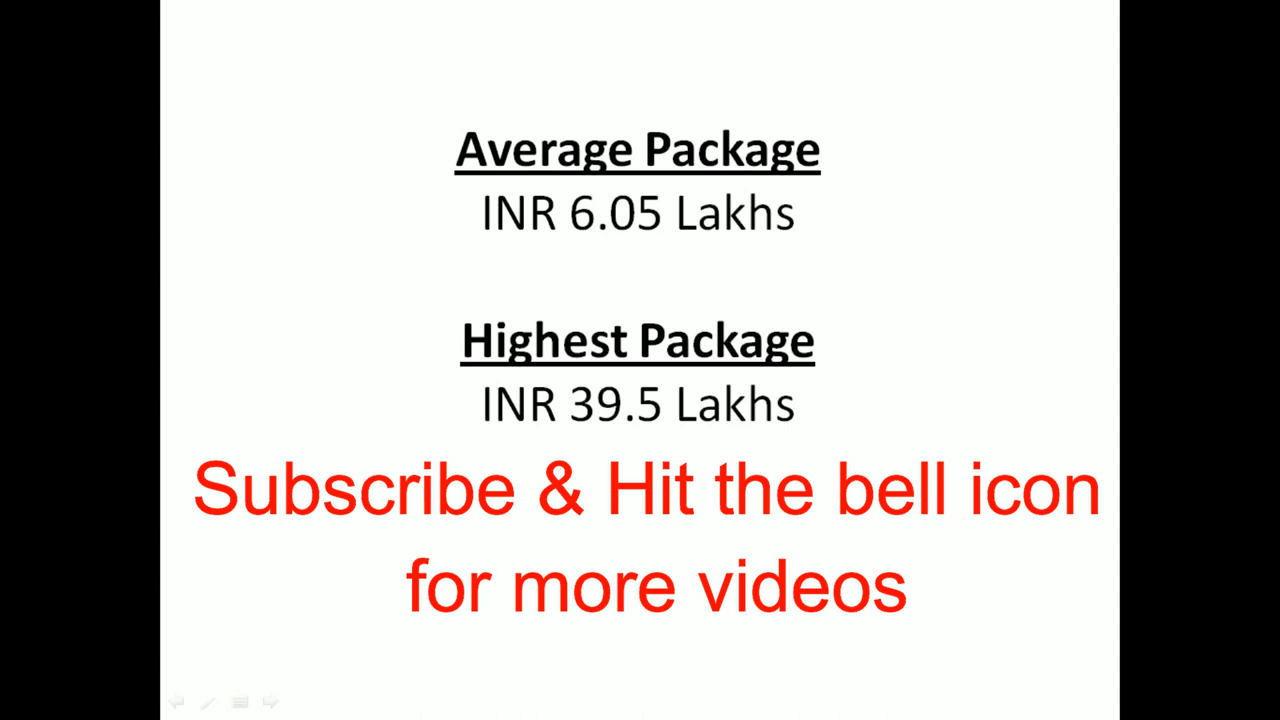 Average Package
INR 6.05 Lakhs
Highest Package
INR 39.5 Lakhs
Subscribe & Hit the bell icon
for more videos